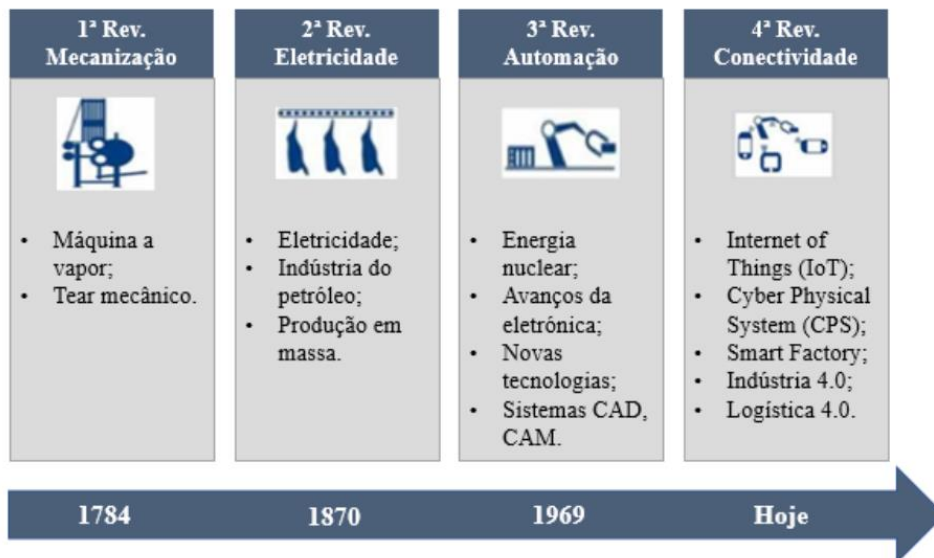 1ª Rev.
Mecanização
• Máquina a
vapor;
• Tear mecânico.
2ª Rev.
Eletricidade
• Eletricidade;
• Indústria do
petróleo;
• Produção em
massa.
3ª Rev.
Automação
• Energia
nuclear;
• Avanços da
eletrónica;
• Novas
tecnologias;
• Sistemas CAD,
CAM.
4ª Rev.
Conectividade
• Internet of
Things (IoT);
• Cyber Physical
System (CPS);
• Smart Factory;
• Indústria 4.0;
• Logística 4.0.
1784
1870
1969
Hoje